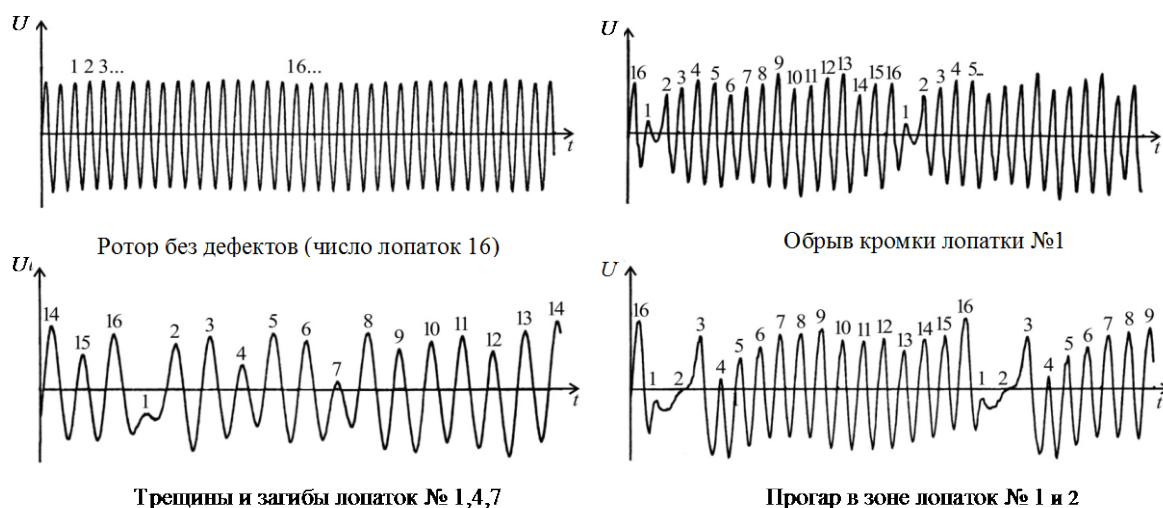 U
1 2 3... 16...
t
Ротор без дефектов (число лопаток 16)
U
16 1 2 3 4 5 6 7 8 9 10 11 12 13 14 15 16 1 2 3 4 5...
t
Обрыв кромки лопатки №1
U
14 15 16 1 2 3 4 5 6 7 8 9 10 11 12 13 14
t
Трещины и загибы лопаток № 1,4,7
U
16 1 2 3 4 5 6 7 8 9 10 11 12 13 14 15 16 1 2 3 4 5 6 7 8 9
t
Прогар в зоне лопаток № 1 и 2